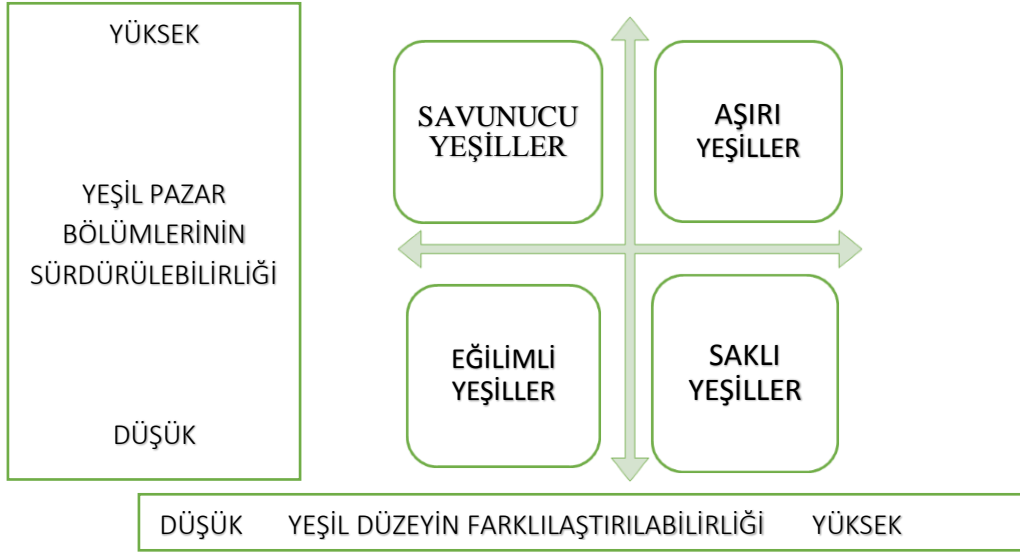 YÜKSEK
YEŞİL PAZAR
BÖLÜMLERİNİN
SÜRDÜRÜLEBİLİRLİĞİ
DÜŞÜK
SAVUNUCU
YEŞİLLER
AŞIRI
YEŞİLLER
EĞİLİMLİ
YEŞİLLER
SAKLI
YEŞİLLER
DÜŞÜK YEŞİL DÜZEYİN FARKLILAŞTIRILABİLİRLİĞİ YÜKSEK